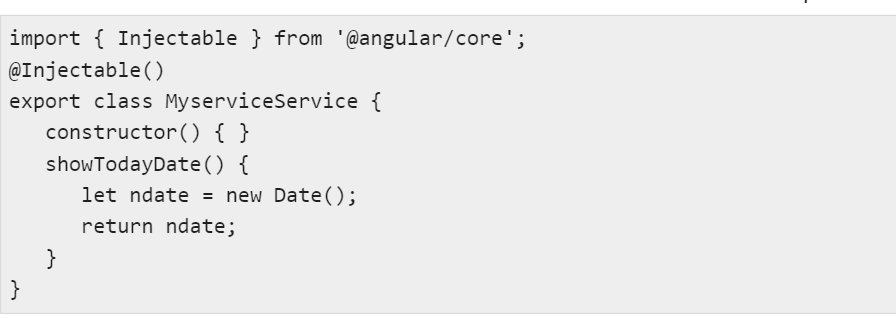 import { Injectable } from '@angular/core';
@Injectable()
export class MyserviceService {
   constructor() { }
   showTodayDate() {
      let ndate = new Date();
      return ndate;
   }
}